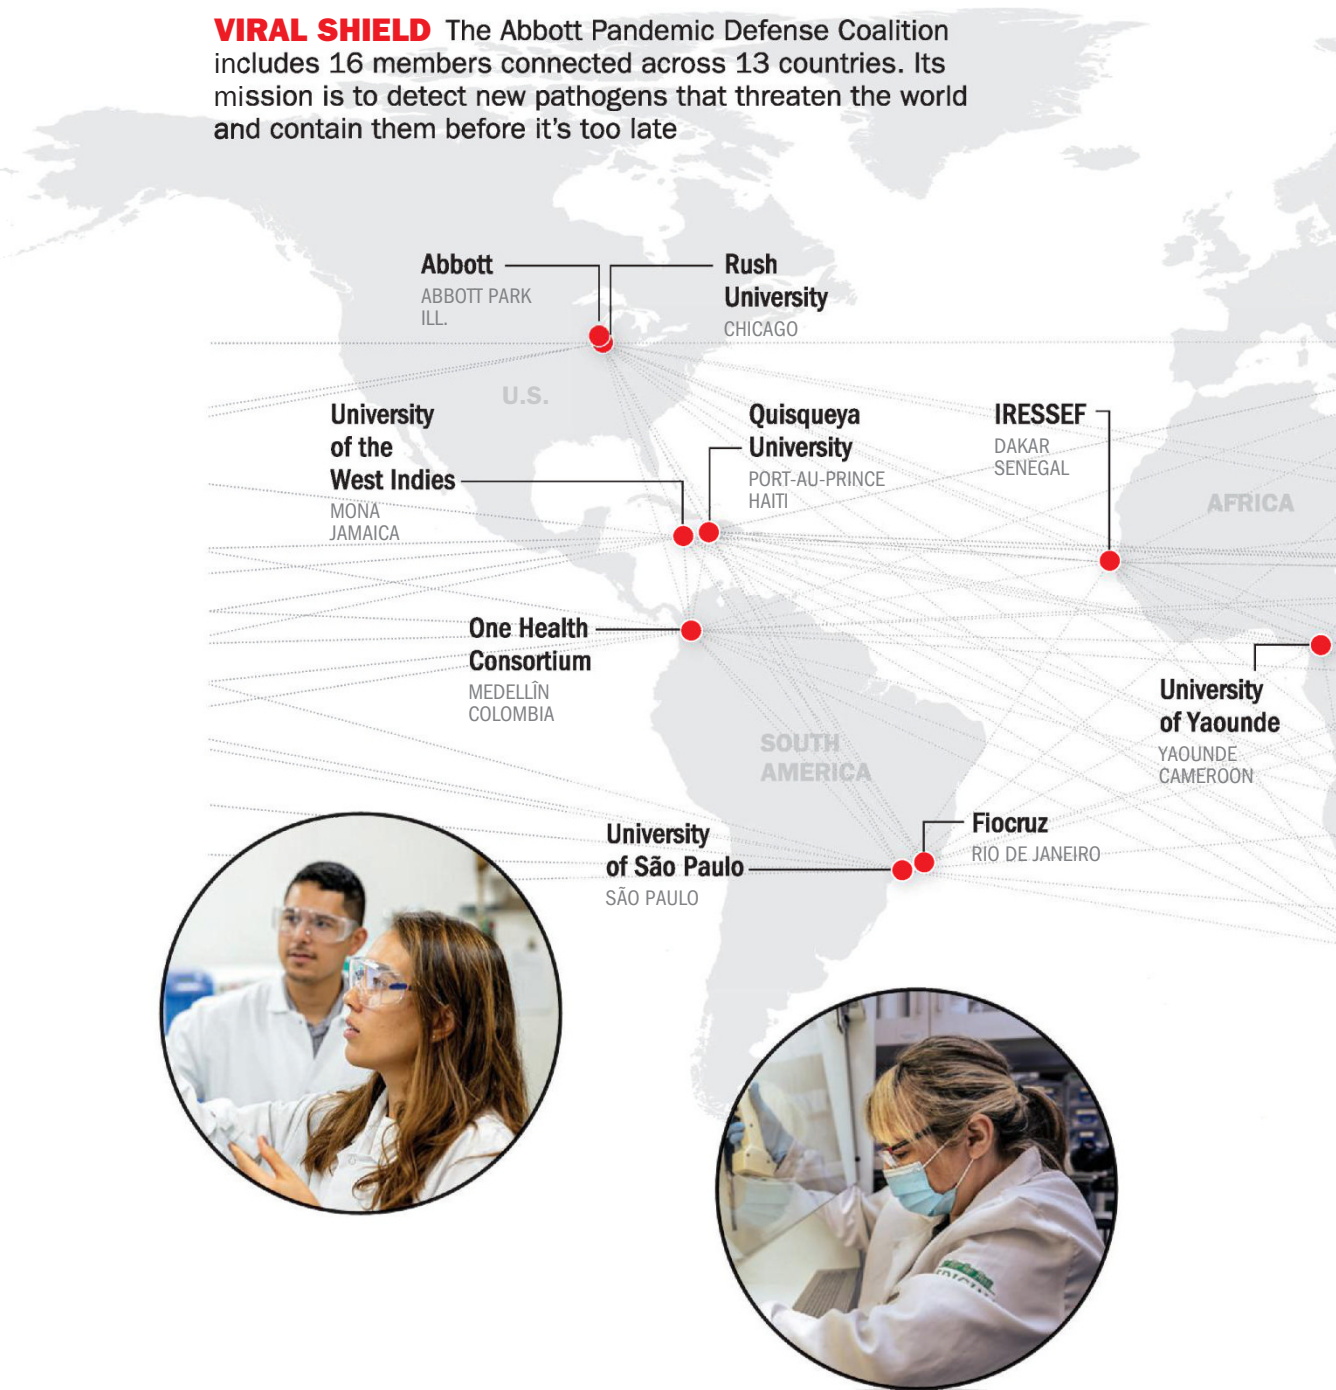 VIRAL SHIELD The Abbott Pandemic Defense Coalition
includes 16 members connected across 13 countries. Its
mission is to detect new pathogens that threaten the world
and contain them before it's too late
Abbott
ABBOTT PARK
ILL.
Rush
University
CHICAGO
U.S.
University
of the
West Indies
MONA
JAMAICA
Quisqueya
University
PORT-AU-PRINCE
HAITI
IRESSEF
DAKAR
SENEGAL
AFRICA
One Health
Consortium
MEDELLÎN
COLOMBIA
University
of Yaounde
YAOUNDE
CAMEROON
SOUTH
AMERICA
University
of São Paulo
SÃO PAULO
Fiocruz
RIO DE JANEIRO